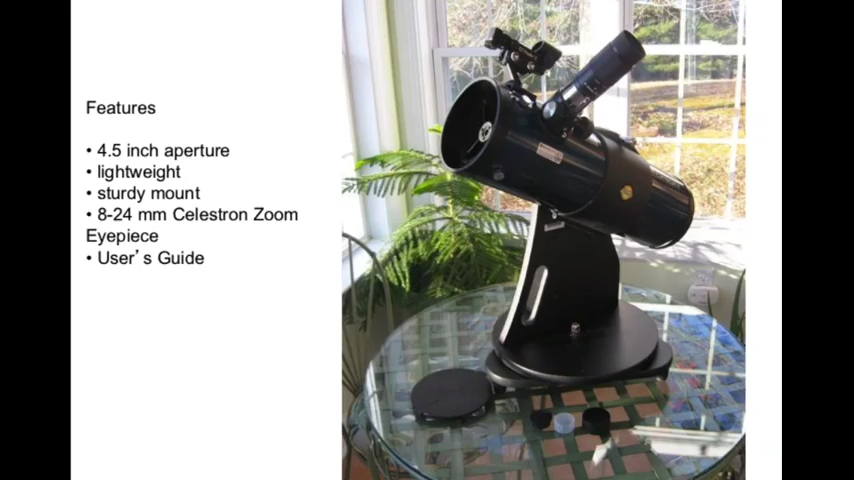 Features
• 4.5 inch aperture
• lightweight
• sturdy mount
• 8-24 mm Celestron Zoom
Eyepiece
• User’s Guide